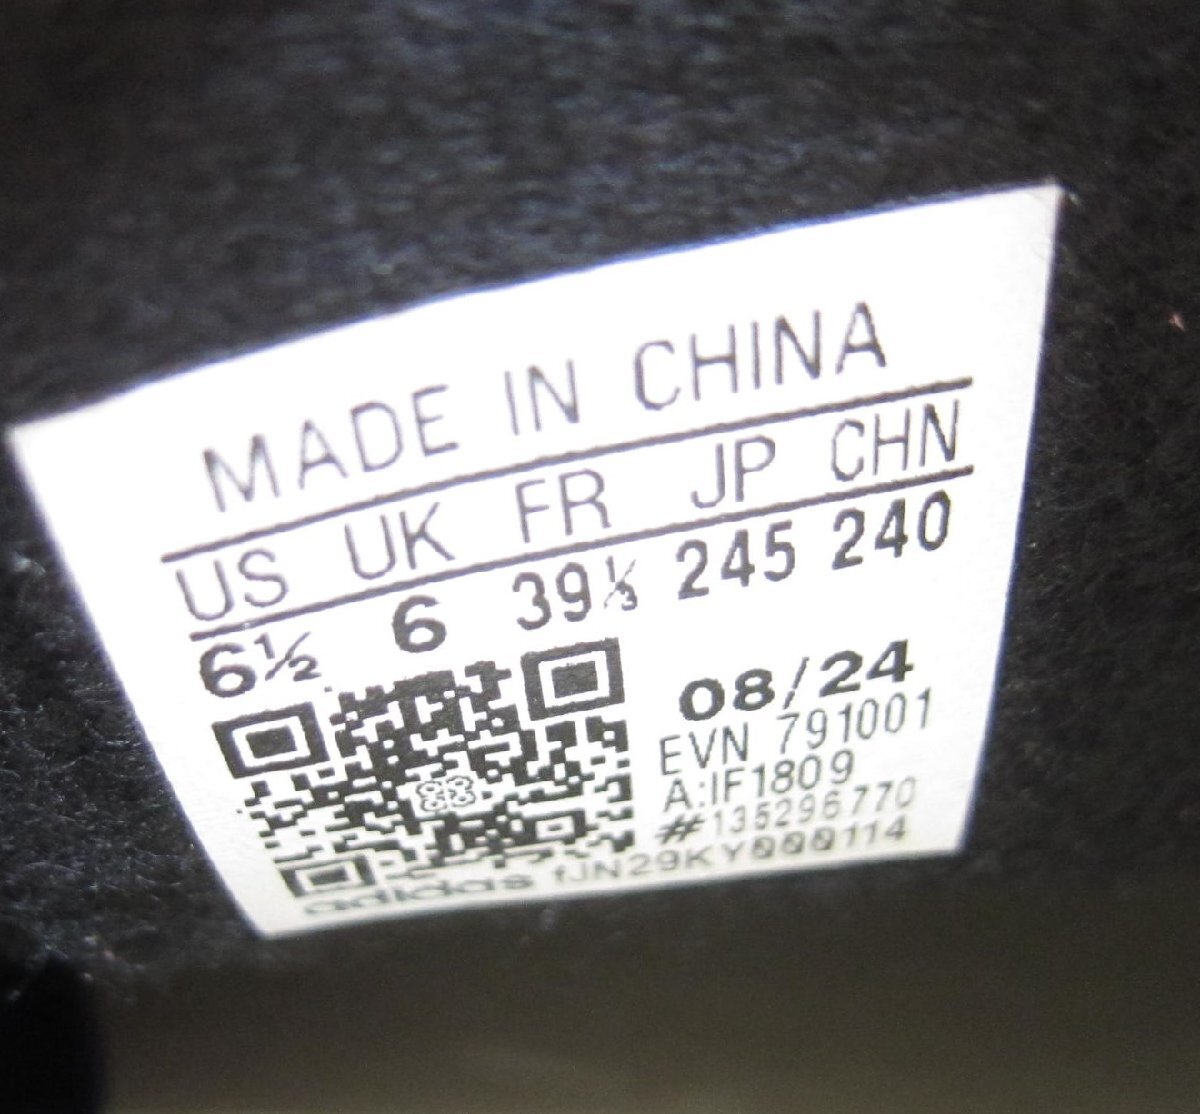 MADE IN CHINA
US UK FR JP CHN
6½ 6 39⅓ 245 240
08/24
EVN 791001
A:IF1809
#135296770
adidas fJN29KY000114